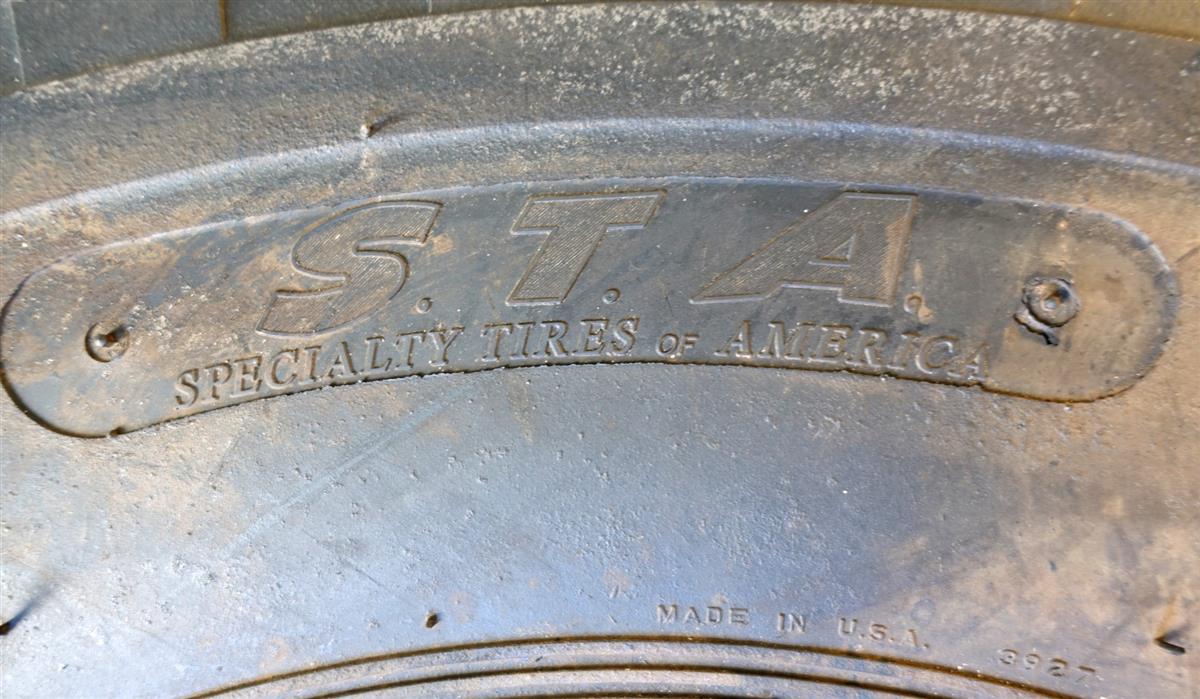 S.T.A.
SPECIALTY TIRES OF AMERICA
MADE IN U.S.A.
3927